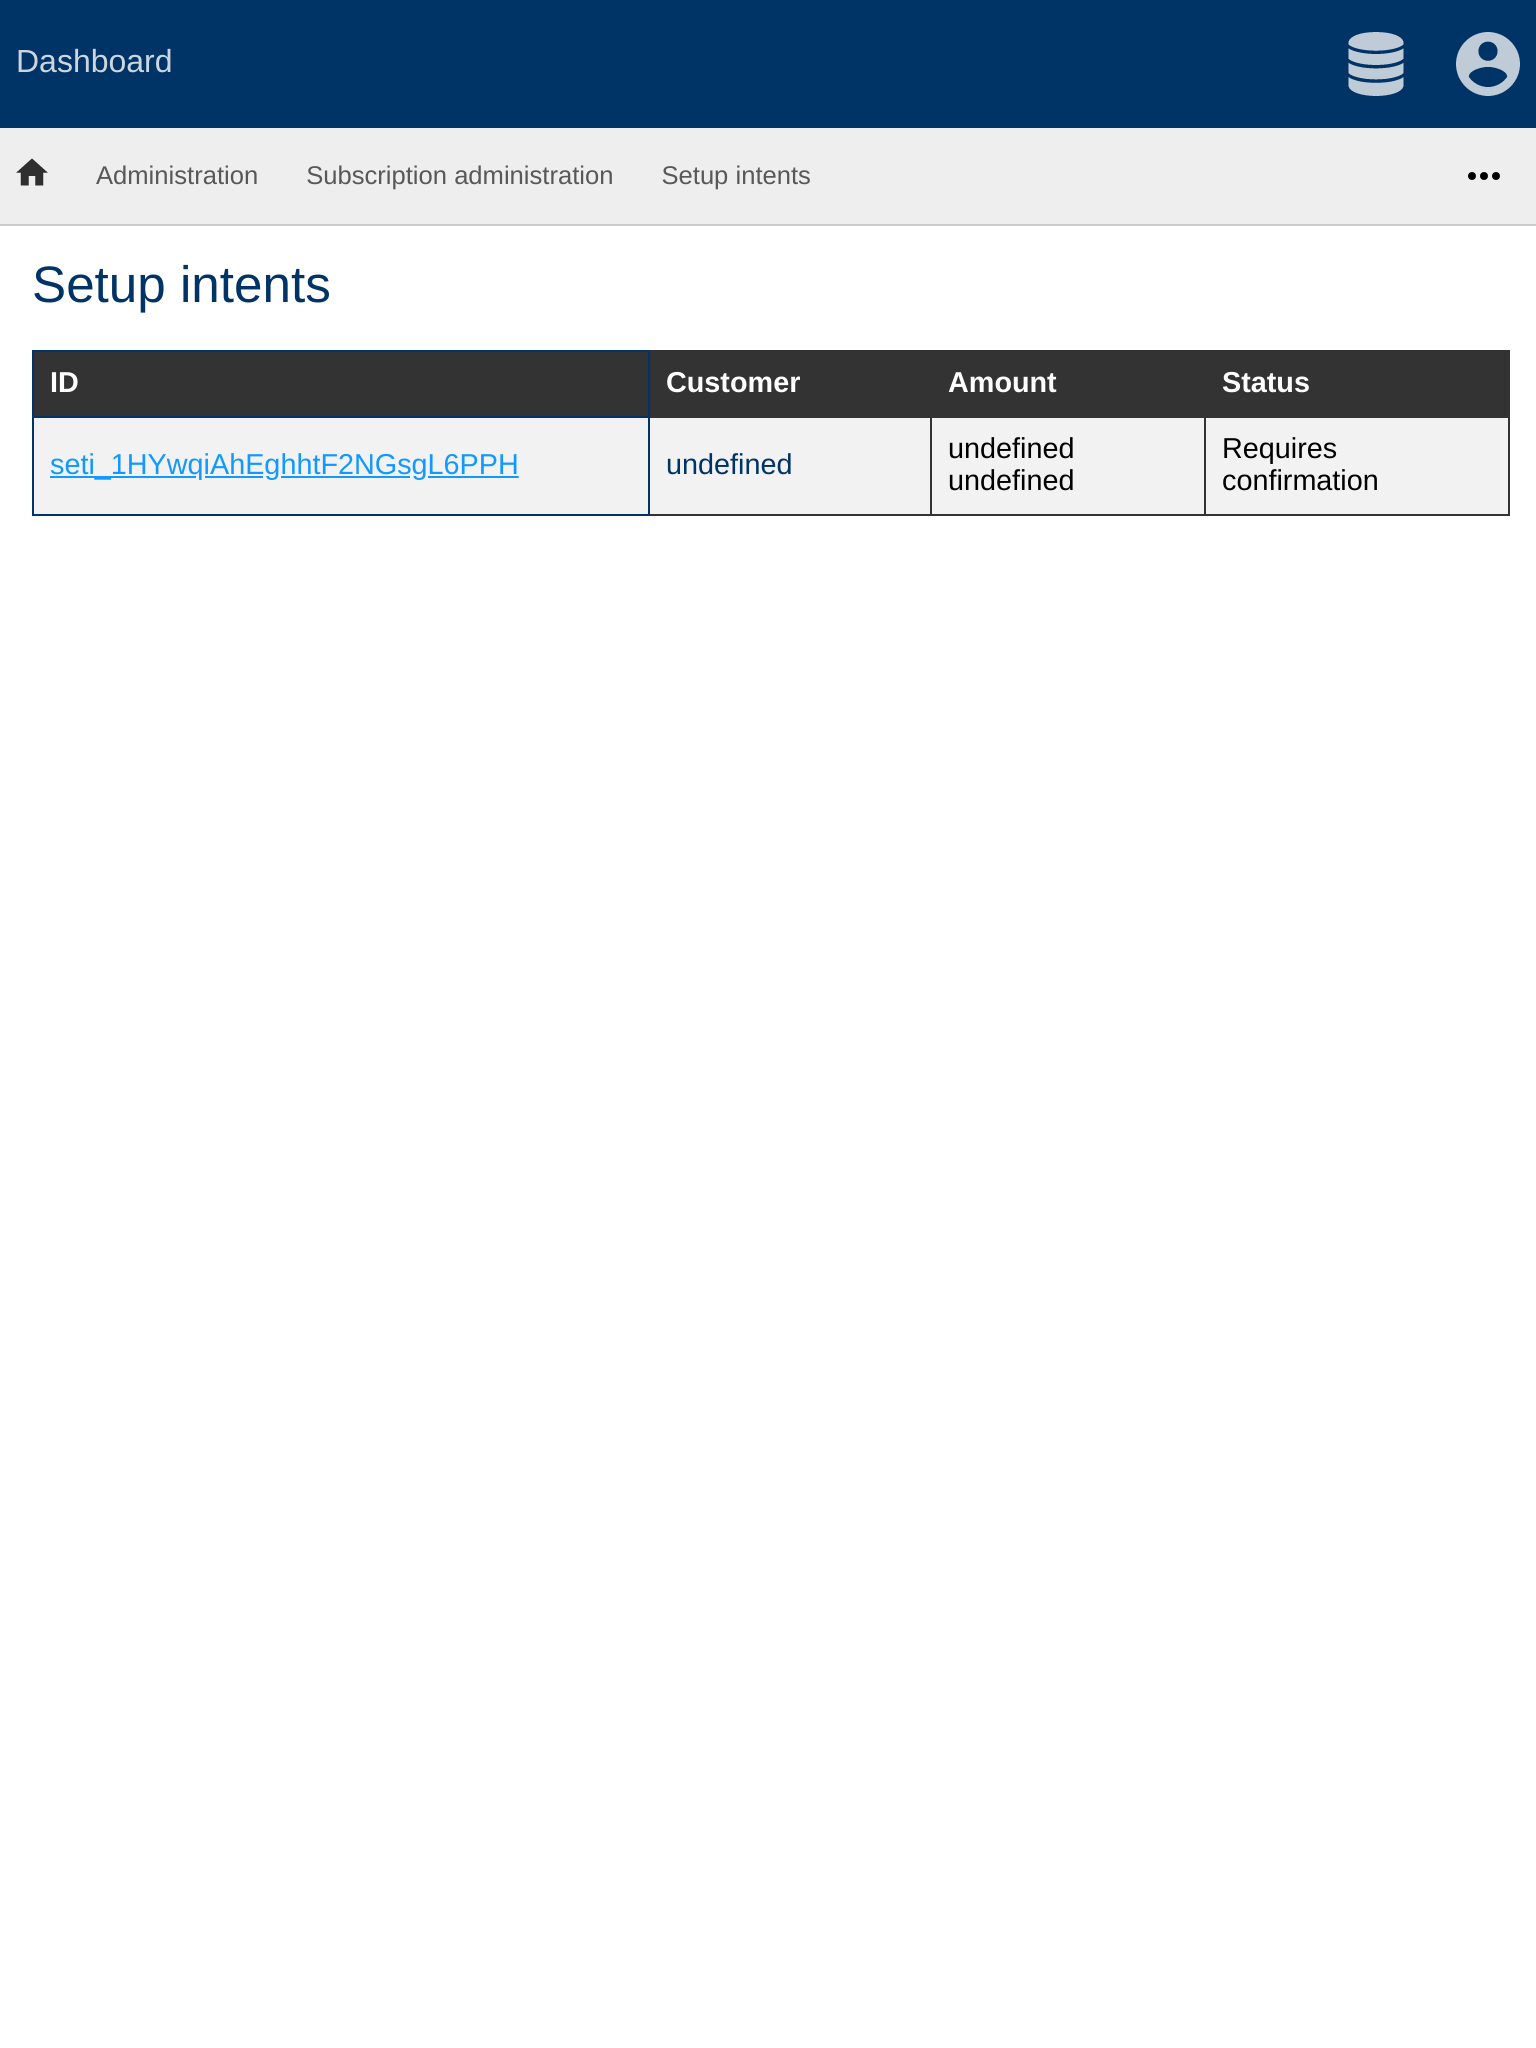 Dashboard
Administration Subscription administration Setup intents
Setup intents
ID Customer Amount Status
seti_1HYwqiAhEghhtF2NGsgL6PPH undefined undefined undefined Requires confirmation